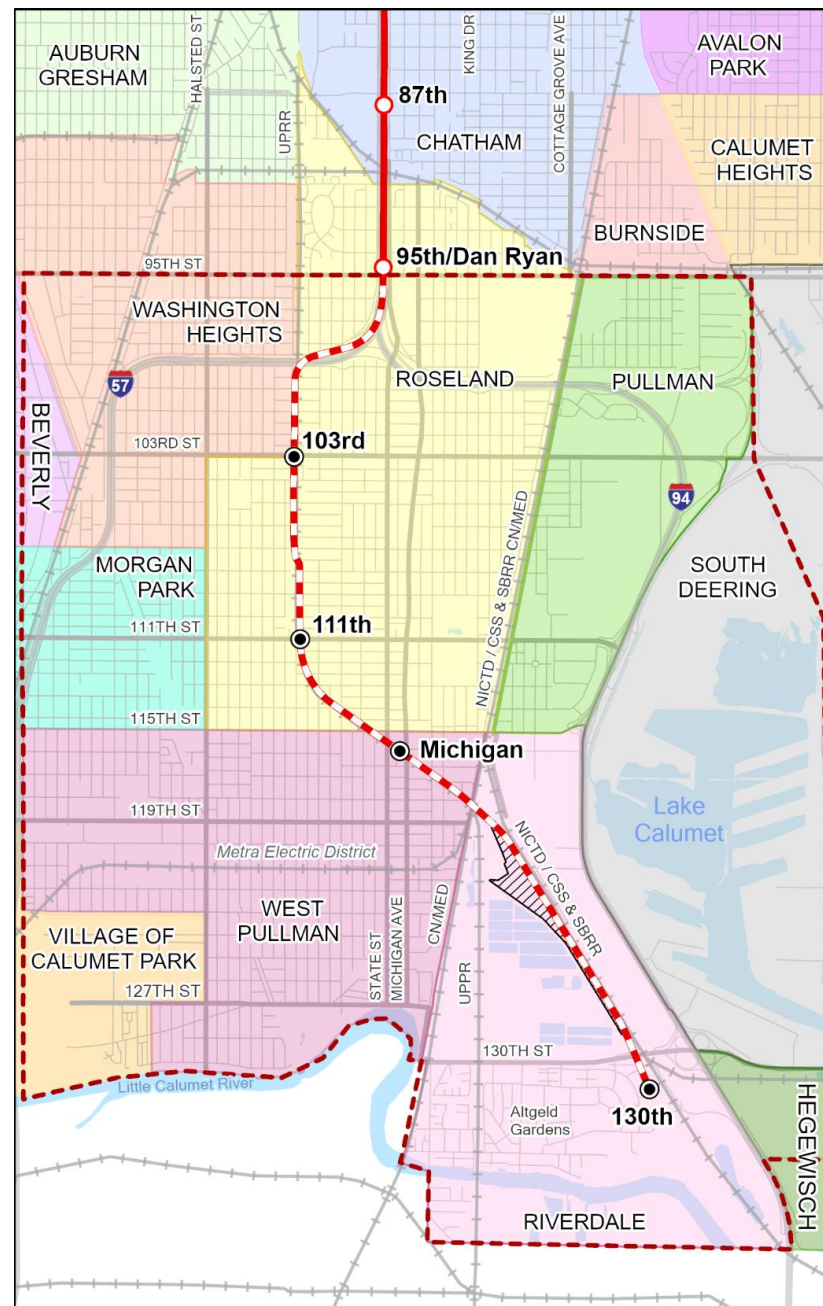 AUBURN
GRESHAM
HALSTED ST
UPRR
KING DR
COTTAGE GROVE AVE
AVALON
PARK
87th
CHATHAM
CALUMET
HEIGHTS
BURNSIDE
95TH ST
95th/Dan Ryan
WASHINGTON
HEIGHTS
57
ROSELAND
PULLMAN
BEVERLY
103RD ST
103rd
94
NICTD / CSS & SBRR CN/MED
MORGAN
PARK
SOUTH
DEERING
111TH ST
111th
115TH ST
Michigan
119TH ST
Lake
Calumet
Metra Electric District
NICTD / CSS & SBRR
WEST
PULLMAN
VILLAGE OF
CALUMET PARK
STATE ST
MICHIGAN AVE
CN/MED
UPPR
127TH ST
130TH ST
Little Calumet River
130th
Altgeld
Gardens
HEGEWISCH
RIVERDALE